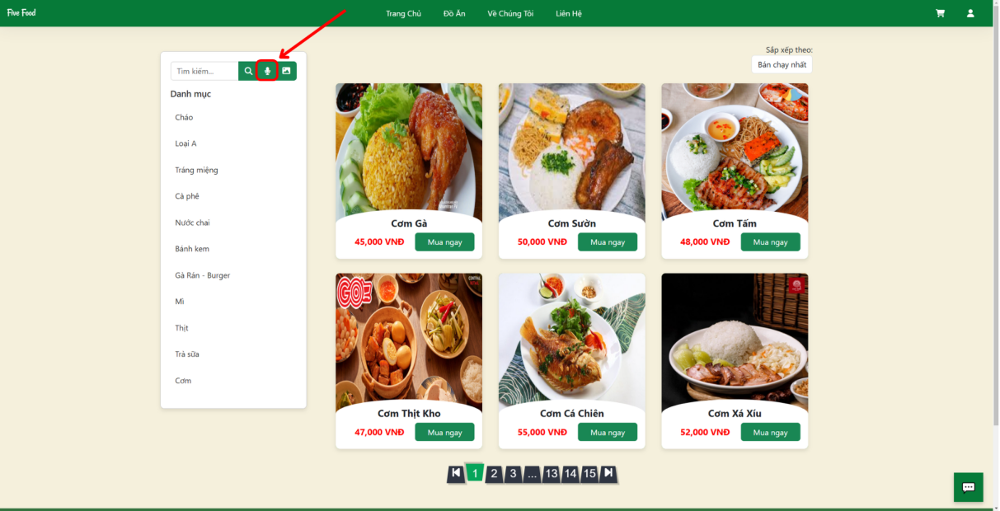 Five Food
Trang Chủ
Đồ Ăn
Về Chúng Tôi
Liên Hệ
Tìm kiếm...
Danh mục
Cháo
Loại A
Tráng miệng
Cà phê
Nước chai
Bánh kem
Gà Rán - Burger
Mì
Thịt
Trà sữa
Cơm
Sắp xếp theo:
Bán chạy nhất
Cơm Gà
45,000 VNĐ
Mua ngay
Cơm Sườn
50,000 VNĐ
Mua ngay
Cơm Tấm
48,000 VNĐ
Mua ngay
GO!
Cơm Thịt Kho
47,000 VNĐ
Mua ngay
Cơm Cá Chiên
55,000 VNĐ
Mua ngay
Cơm Xá Xíu
52,000 VNĐ
Mua ngay
1 2 3 ... 13 14 15